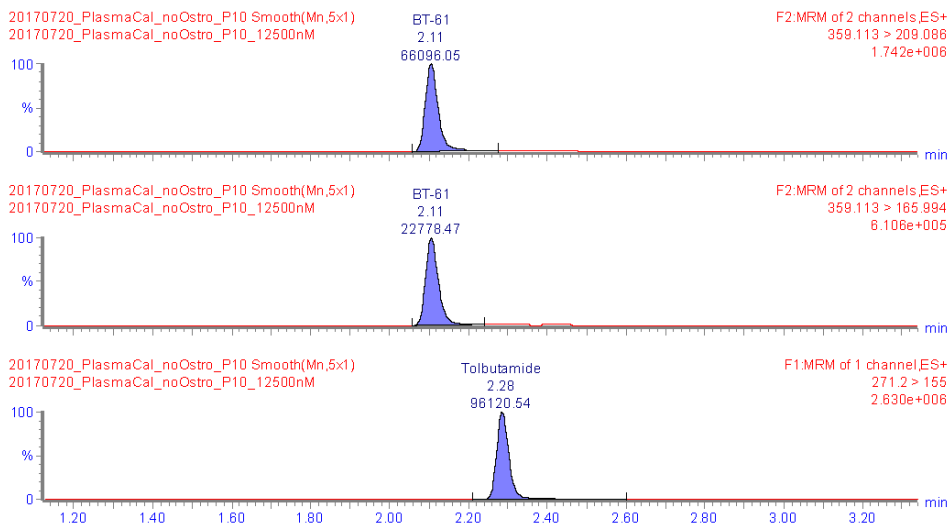 20170720_PlasmaCal_noOstro_P10 Smooth(Mn,5x1)
20170720_PlasmaCal_noOstro_P10_12500nM
BT-61
2.11
66096.05
F2:MRM of 2 channels,ES+
359.113 > 209.086
1.742e+006
100
%
0
min
20170720_PlasmaCal_noOstro_P10 Smooth(Mn,5x1)
20170720_PlasmaCal_noOstro_P10_12500nM
BT-61
2.11
22778.47
F2:MRM of 2 channels,ES+
359.113 > 165.994
6.106e+005
100
%
0
min
20170720_PlasmaCal_noOstro_P10 Smooth(Mn,5x1)
20170720_PlasmaCal_noOstro_P10_12500nM
Tolbutamide
2.28
96120.54
F1:MRM of 1 channel,ES+
271.2 > 155
2.630e+006
100
%
0
min
1.20 1.40 1.60 1.80 2.00 2.20 2.40 2.60 2.80 3.00 3.20